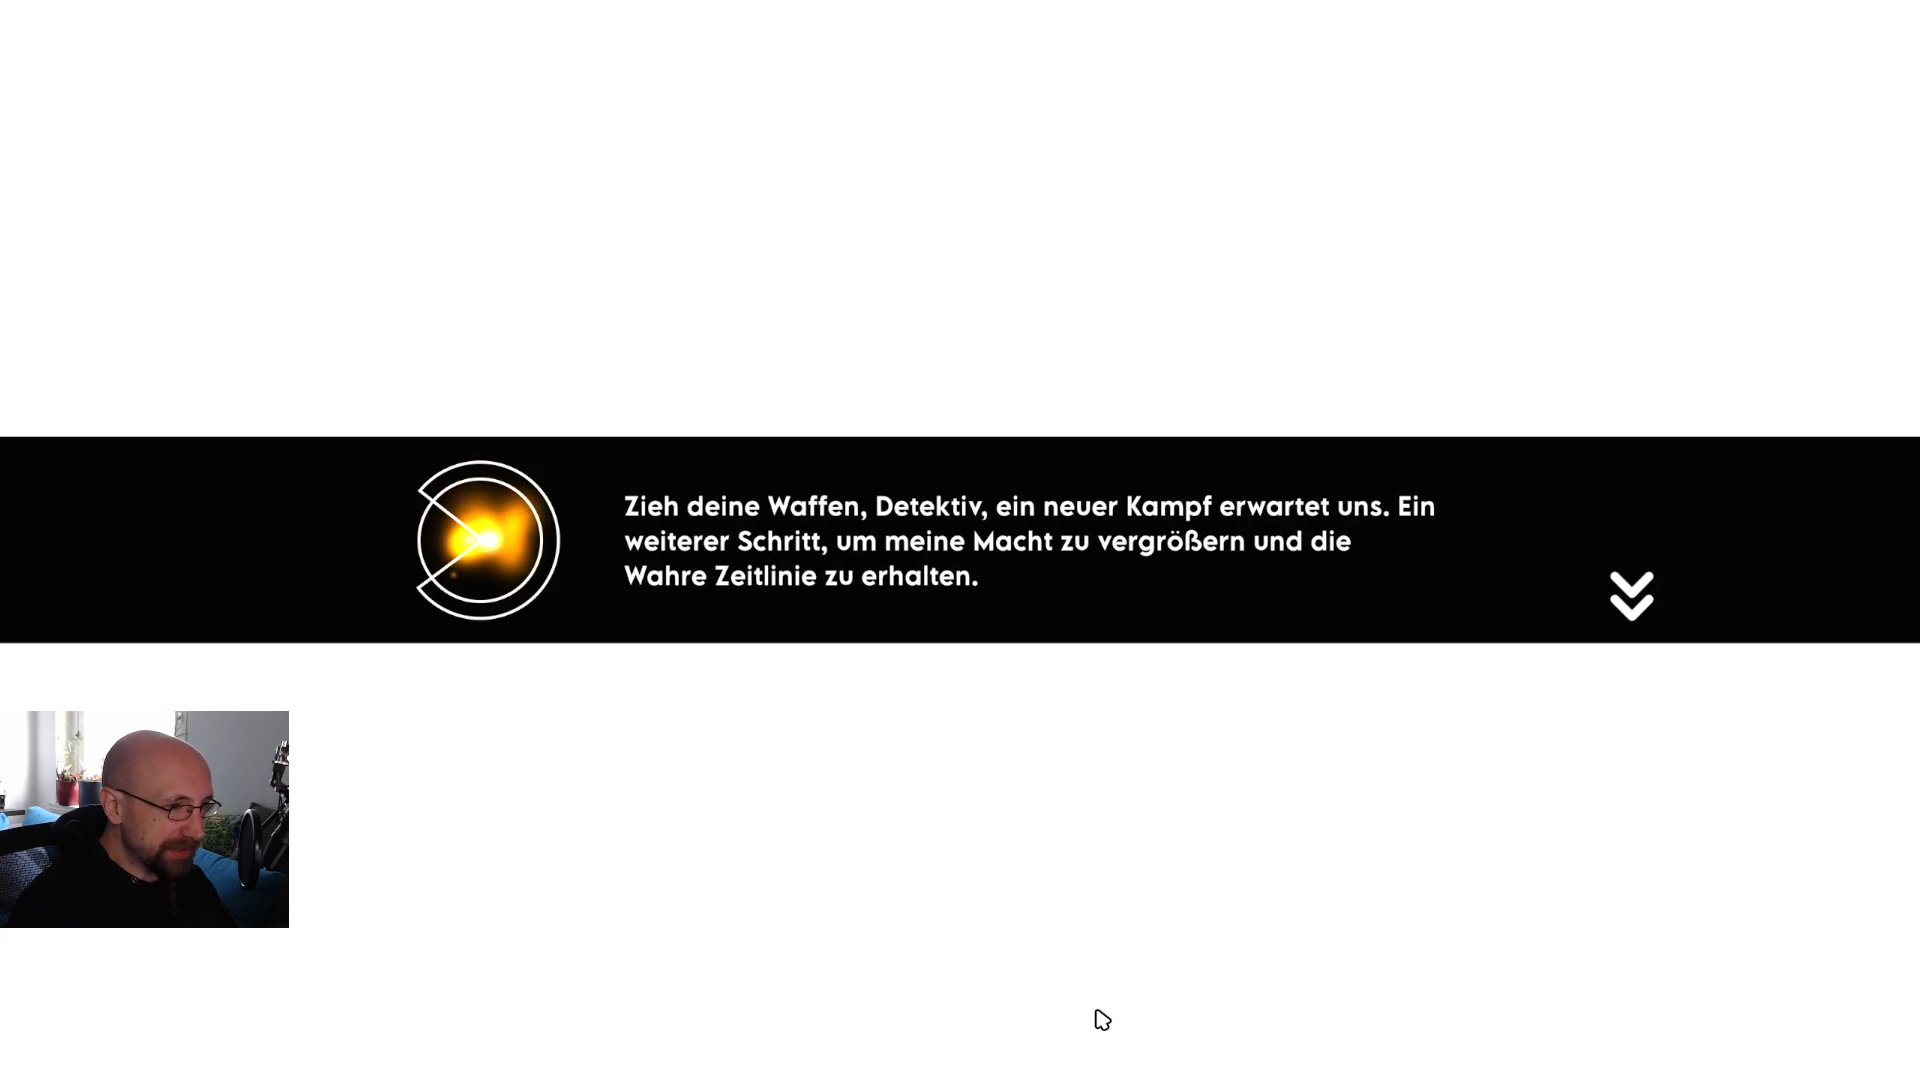 Zieh deine Waffen, Detektiv, ein neuer Kampf erwartet uns. Ein
weiterer Schritt, um meine Macht zu vergrößern und die
Wahre Zeitlinie zu erhalten.